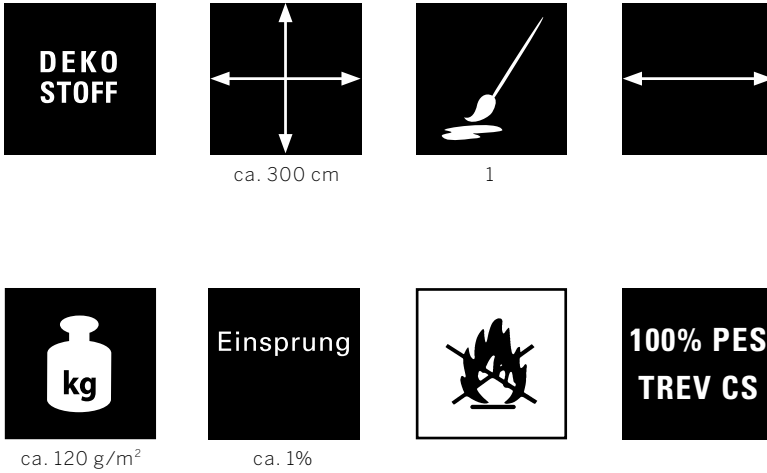 DEKO
STOFF
ca. 300 cm
1
kg
Einsprung
100% PES
TREV CS
ca. 120 g/m²
ca. 1%